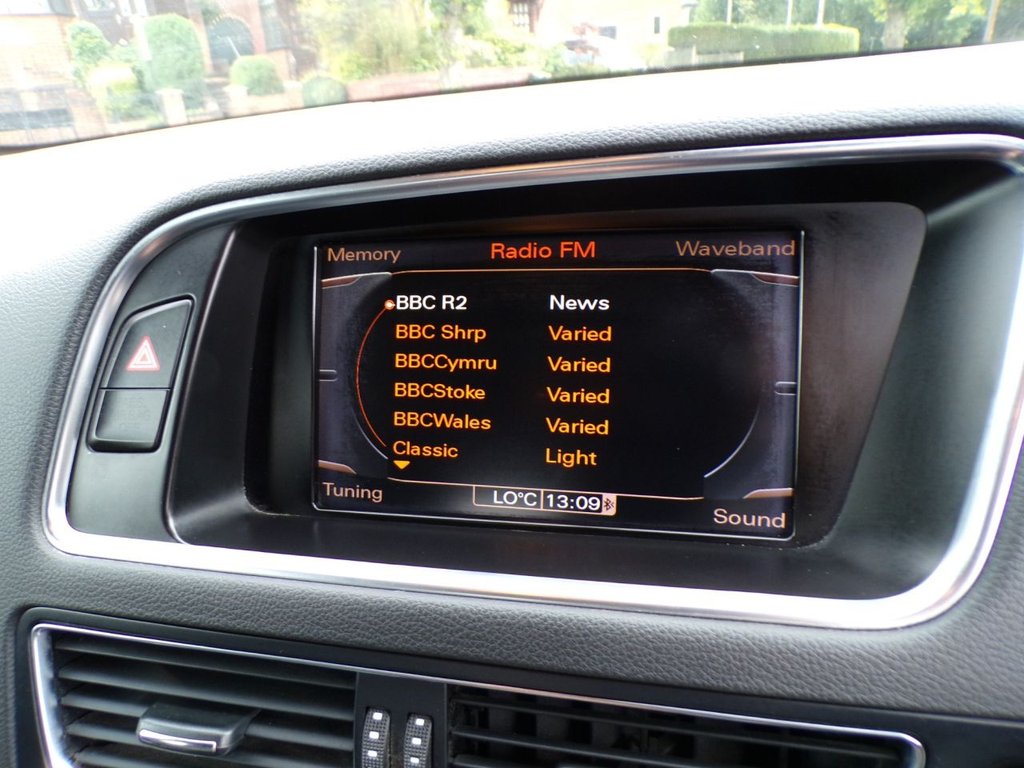 Memory Radio FM Waveband
BBC R2 News
BBC Shrp Varied
BBCCymru Varied
BBCStoke Varied
BBCWales Varied
Classic Light
Tuning LO°C 13:09 Sound